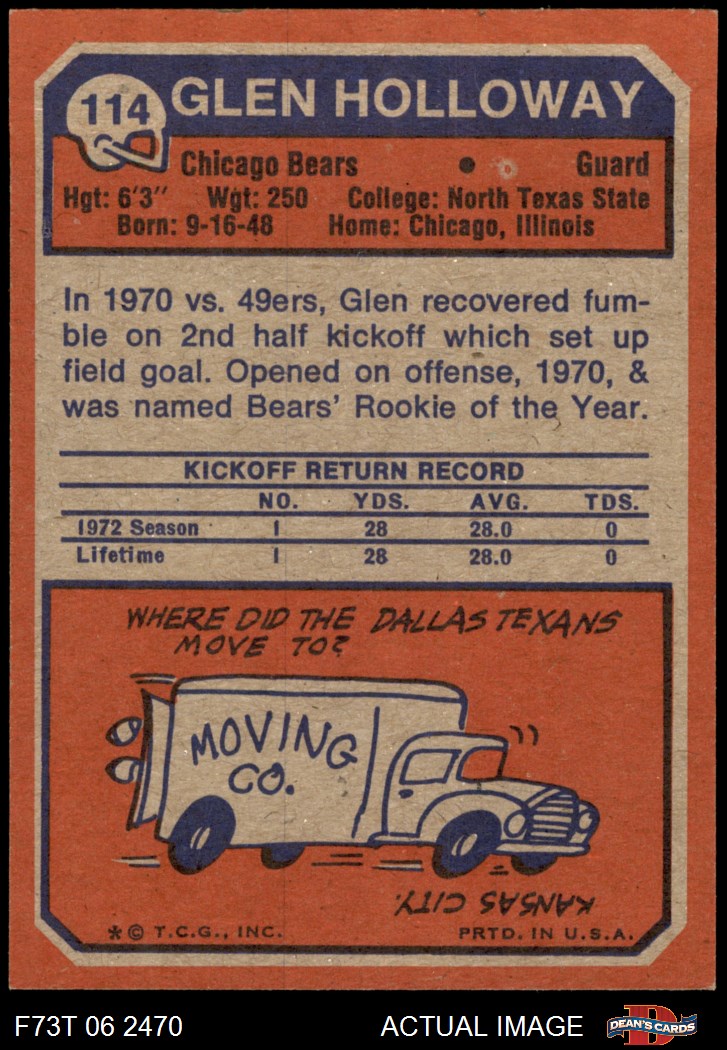 114 GLEN HOLLOWAY
Chicago Bears • Guard
Hgt: 6'3" Wgt: 250 College: North Texas State
Born: 9-16-48 Home: Chicago, Illinois
In 1970 vs. 49ers, Glen recovered fum-
ble on 2nd half kickoff which set up
field goal. Opened on offense, 1970, &
was named Bears' Rookie of the Year.
KICKOFF RETURN RECORD
NO. YDS. AVG. TDS.
1972 Season 1 28 28.0 0
Lifetime 1 28 28.0 0
WHERE DID THE DALLAS TEXANS
MOVE TO?
MOVING
CO.
KANSAS CITY.
*© T.C.G., INC. PRTD. IN U.S.A.
F73T 06 2470 ACTUAL IMAGE D DEAN'S CARDS